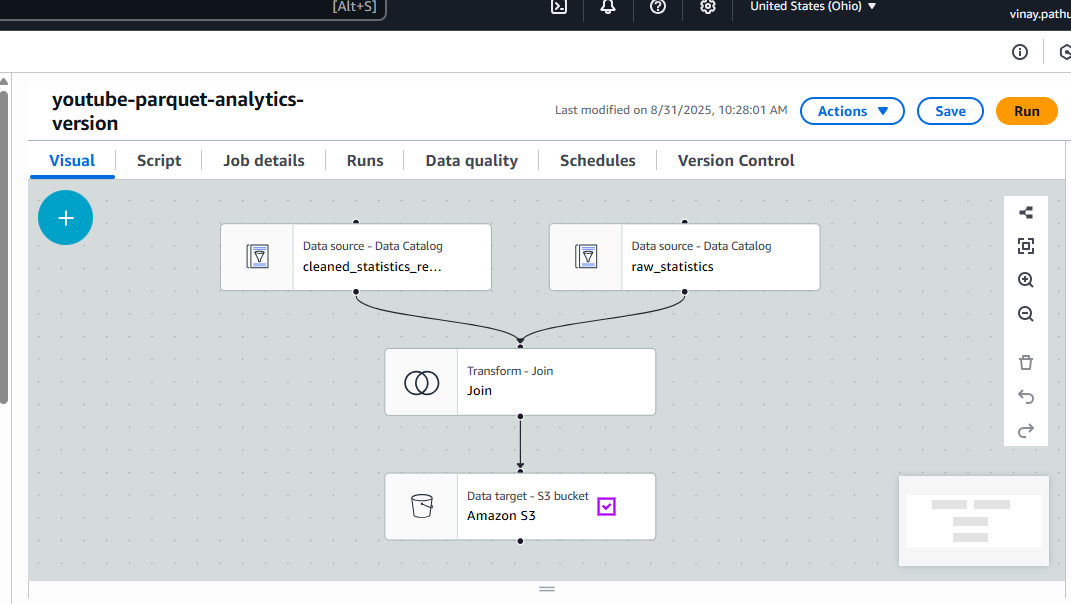 [Alt+S]
United States (Ohio)
vinay.pathu
youtube-parquet-analytics-
version
Last modified on 8/31/2025, 10:28:01 AM
Actions
Save
Run
Visual
Script
Job details
Runs
Data quality
Schedules
Version Control
Data source - Data Catalog
cleaned_statistics_re...
Data source - Data Catalog
raw_statistics
Transform - Join
Join
Data target - S3 bucket
Amazon S3